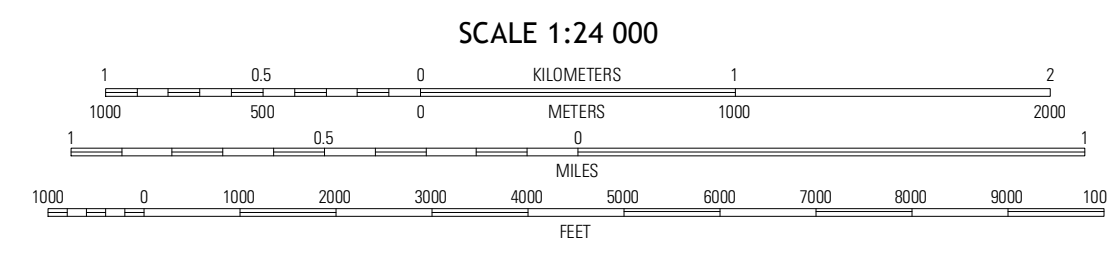 SCALE 1:24 000
1 0.5 0 KILOMETERS 1 2
1000 500 0 METERS 1000 2000
1 0.5 0 1
MILES
1000 0 1000 2000 3000 4000 5000 6000 7000 8000 9000 100
FEET